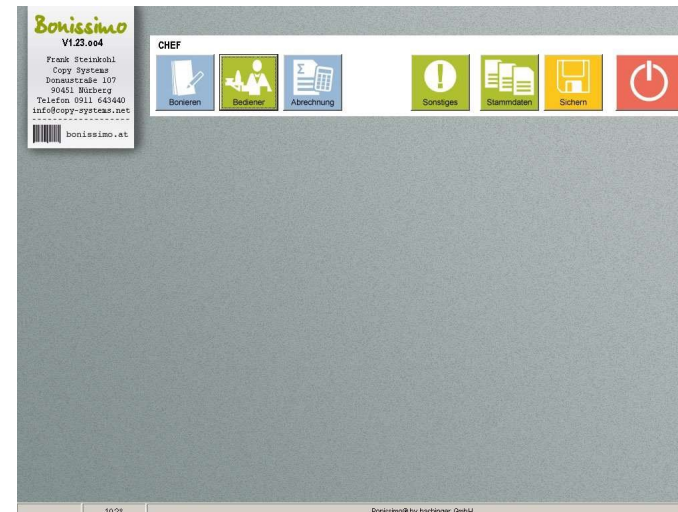 Bonissimo
V1.23.oo4
Frank Steinkohl
Copy Systems
Donaustraße 107
90451 Nürberg
Telefon 0911 643440
info@copy-systems.net
bonissimo.at
CHEF
Bonieren
Bediener
Σ
Abrechnung
Sonstiges
Stammdaten
Sichern